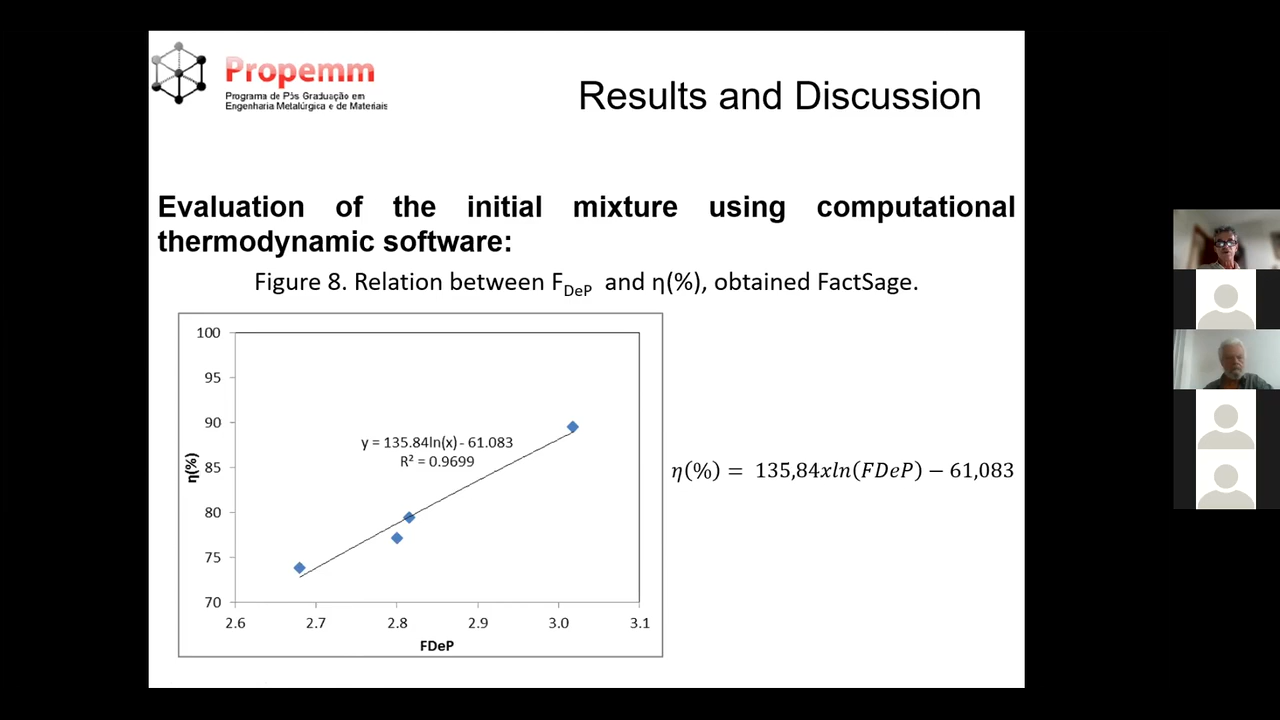 Propemm
Programa de Pós Graduação em
Engenharia Metalúrgica e de Materiais
Results and Discussion
Evaluation of the initial mixture using computational
thermodynamic software:
Figure 8. Relation between FDeP and η(%), obtained FactSage.
100
95
90
85
80
75
70
η(%)
y = 135.84ln(x) - 61.083
R² = 0.9699
2.6 2.7 2.8 2.9 3.0 3.1
FDeP
η(%) = 135,84xln(FDeP) − 61,083